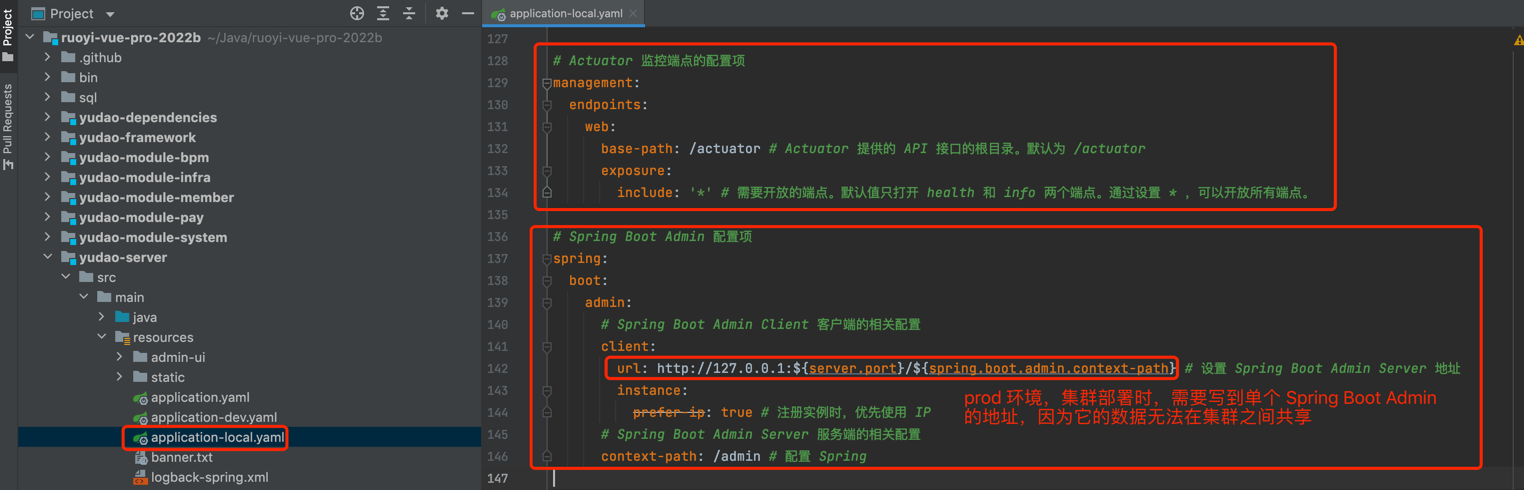 Project
Pull Requests
Project
ruoyi-vue-pro-2022b ~/Java/ruoyi-vue-pro-2022b
.github
bin
sql
yudao-dependencies
yudao-framework
yudao-module-bpm
yudao-module-infra
yudao-module-member
yudao-module-pay
yudao-module-system
yudao-server
src
main
java
resources
admin-ui
static
application.yaml
application-dev.yaml
application-local.yaml
banner.txt
logback-spring.xml
application-local.yaml
127
128 # Actuator 监控端点的配置项
129 management:
130 endpoints:
131 web:
132 base-path: /actuator # Actuator 提供的 API 接口的根目录。默认为 /actuator
133 exposure:
134 include: '*' # 需要开放的端点。默认值只打开 health 和 info 两个端点。通过设置 * ，可以开放所有端点。
135
136 # Spring Boot Admin 配置项
137 spring:
138 boot:
139 admin:
140 # Spring Boot Admin Client 客户端的相关配置
141 client:
142 url: http://127.0.0.1:${server.port}/${spring.boot.admin.context-path} # 设置 Spring Boot Admin Server 地址
143 instance:
144 prefer-ip: true # 注册实例时，优先使用 IP
145 # Spring Boot Admin Server 服务端的相关配置
146 context-path: /admin # 配置 Spring
147
prod 环境，集群部署时，需要写到单个 Spring Boot Admin
的地址，因为它的数据无法在集群之间共享